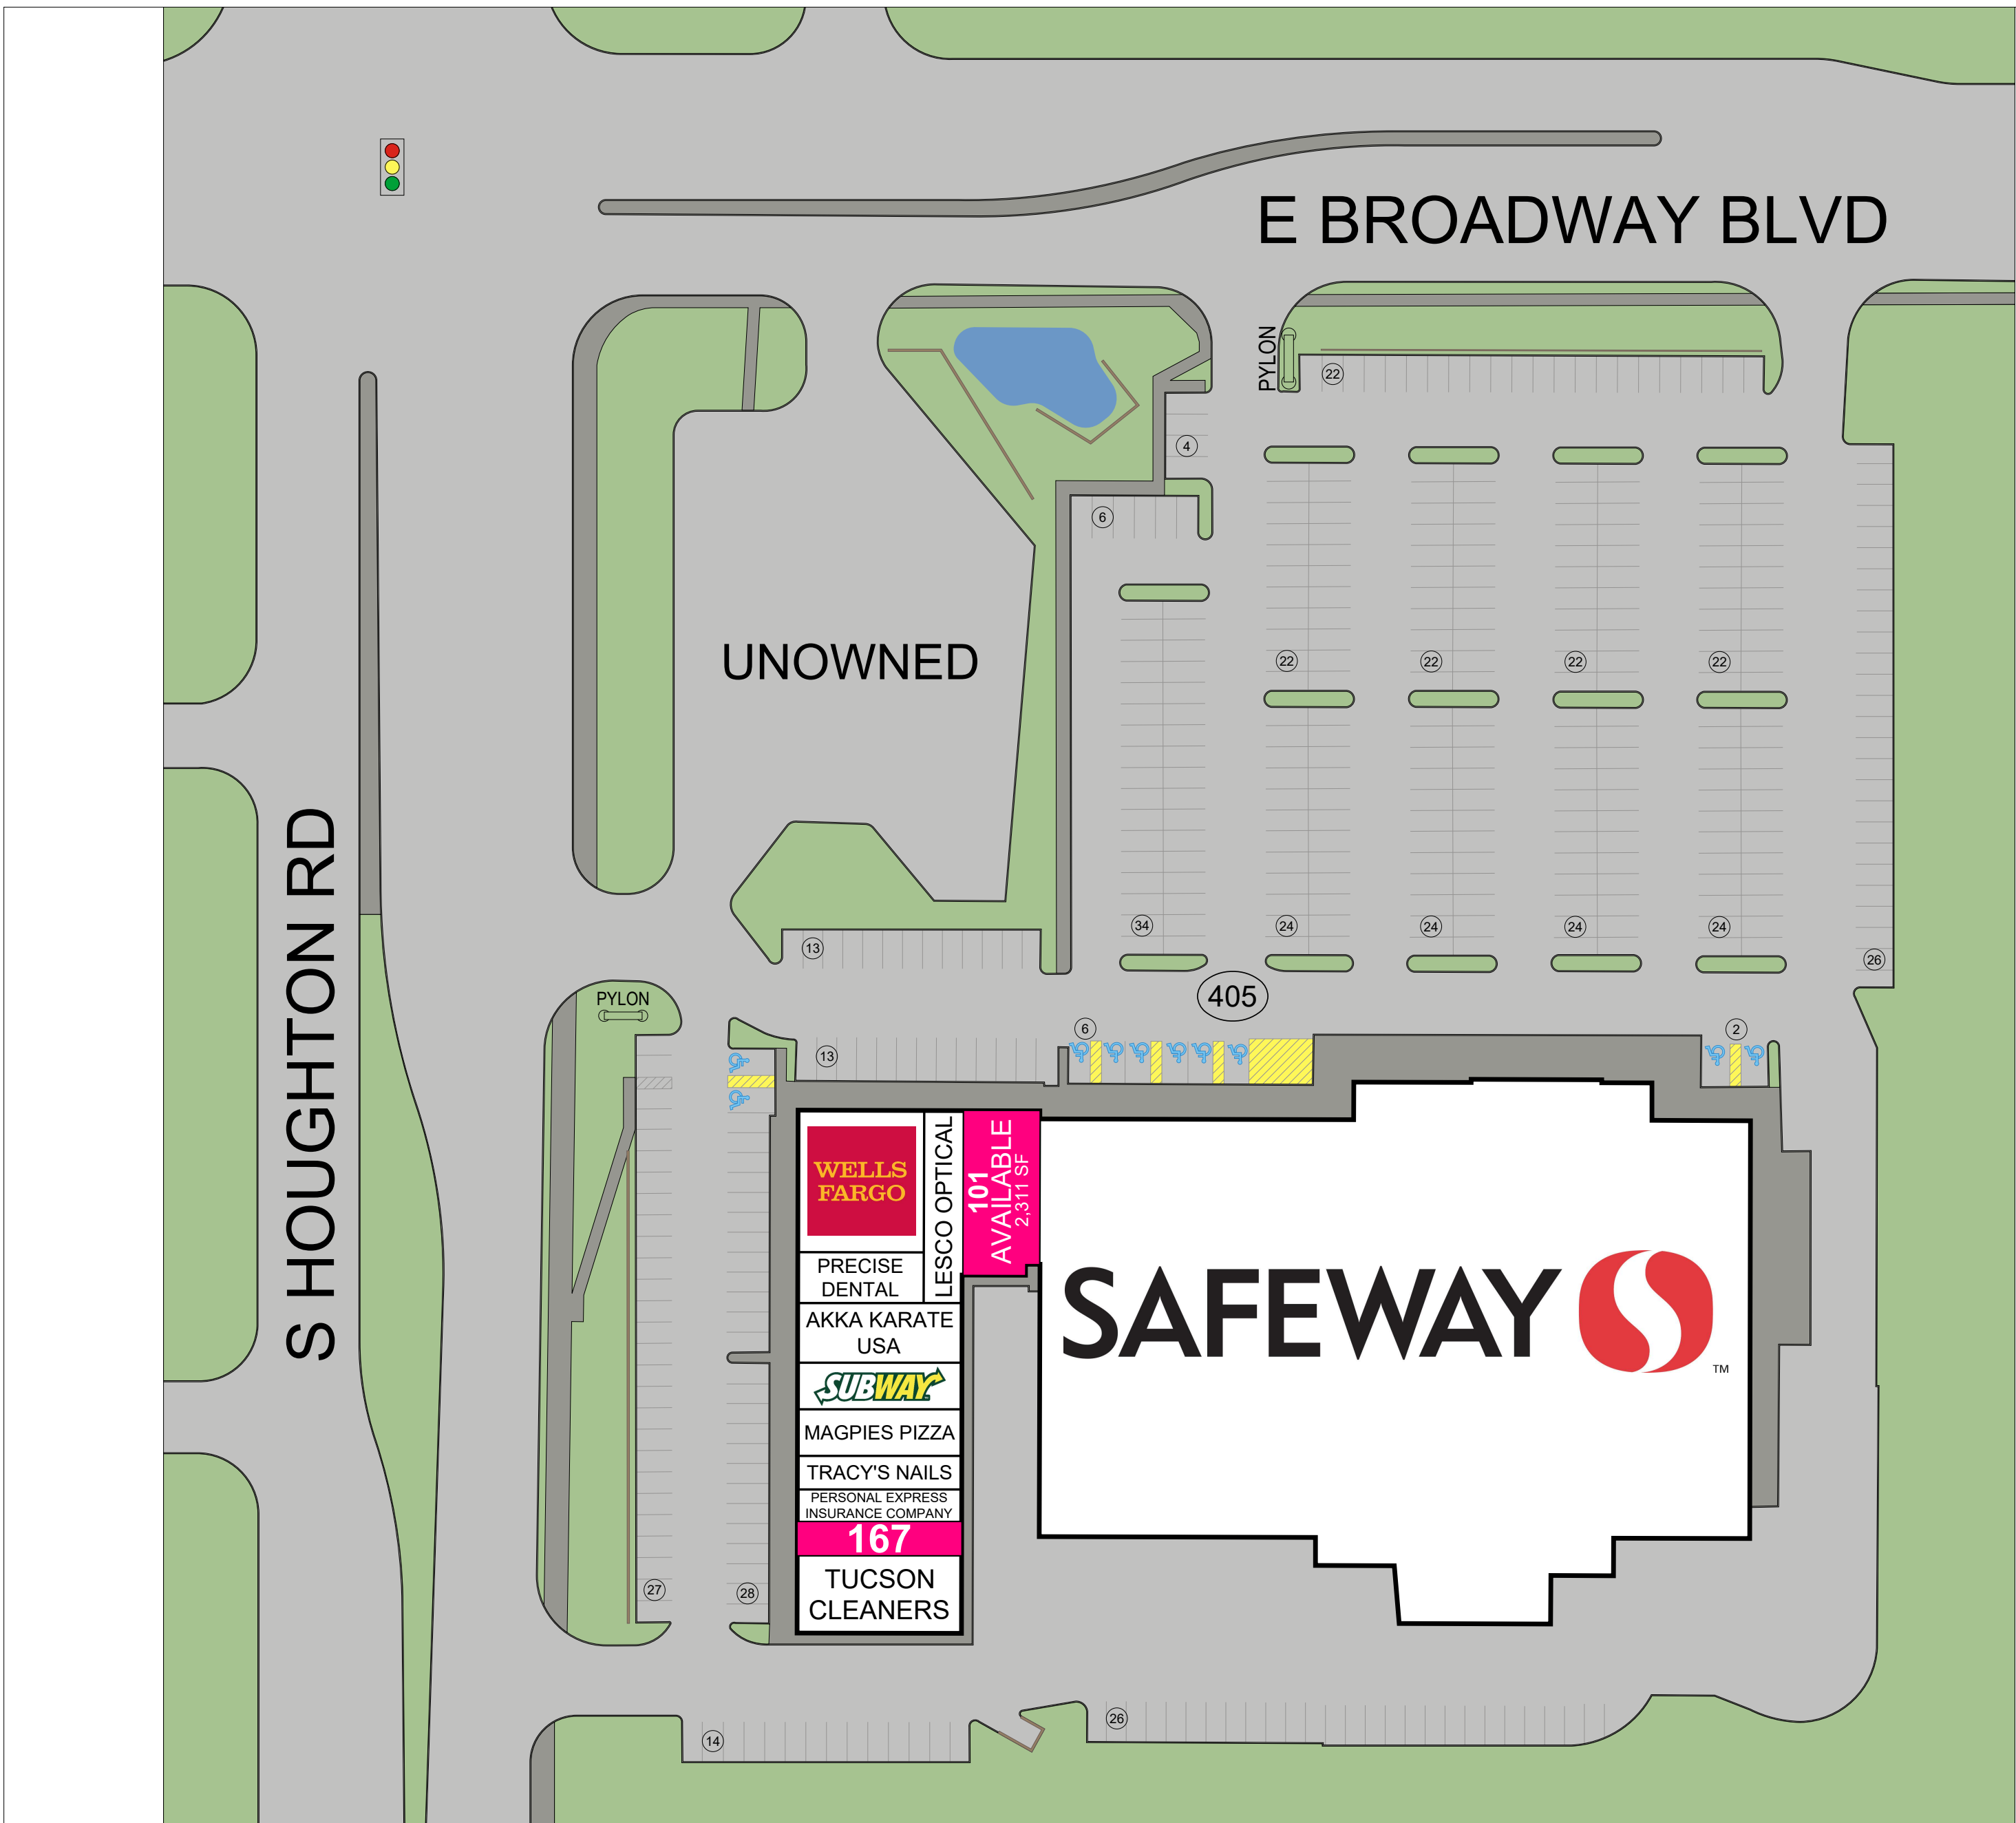 E BROADWAY BLVD
PYLON
22
4
6
UNOWNED
22
22
22
22
S HOUGHTON RD
34
24
24
24
24
13
26
PYLON
405
13
6
2
WELLS
FARGO
LESCO OPTICAL
101
AVAILABLE
2,311 SF
PRECISE
DENTAL
AKKA KARATE
USA
SUBWAY
MAGPIES PIZZA
TRACY'S NAILS
PERSONAL EXPRESS
INSURANCE COMPANY
167
TUCSON
CLEANERS
SAFEWAY
TM
27
28
14
26